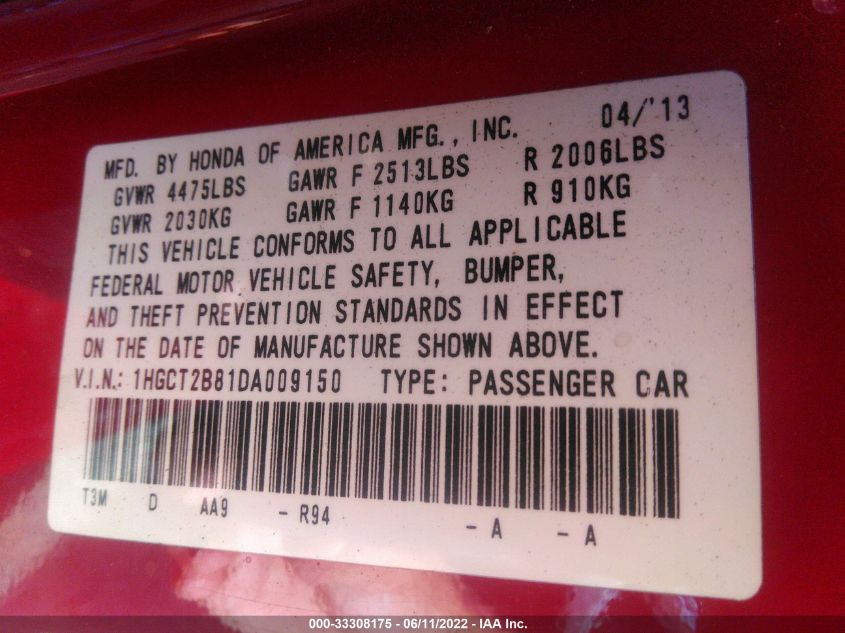 04/'13
MFD. BY HONDA OF AMERICA MFG., INC.
GVWR 4475LBS GAWR F 2513LBS R 2006LBS
GVWR 2030KG GAWR F 1140KG R 910KG
THIS VEHICLE CONFORMS TO ALL APPLICABLE
FEDERAL MOTOR VEHICLE SAFETY, BUMPER,
AND THEFT PREVENTION STANDARDS IN EFFECT
ON THE DATE OF MANUFACTURE SHOWN ABOVE.
V.I.N.: 1HGCT2B81DA009150 TYPE: PASSENGER CAR
T3M D AA9 - R94 - A - A
000-33308175 - 06/11/2022 - IAA Inc.